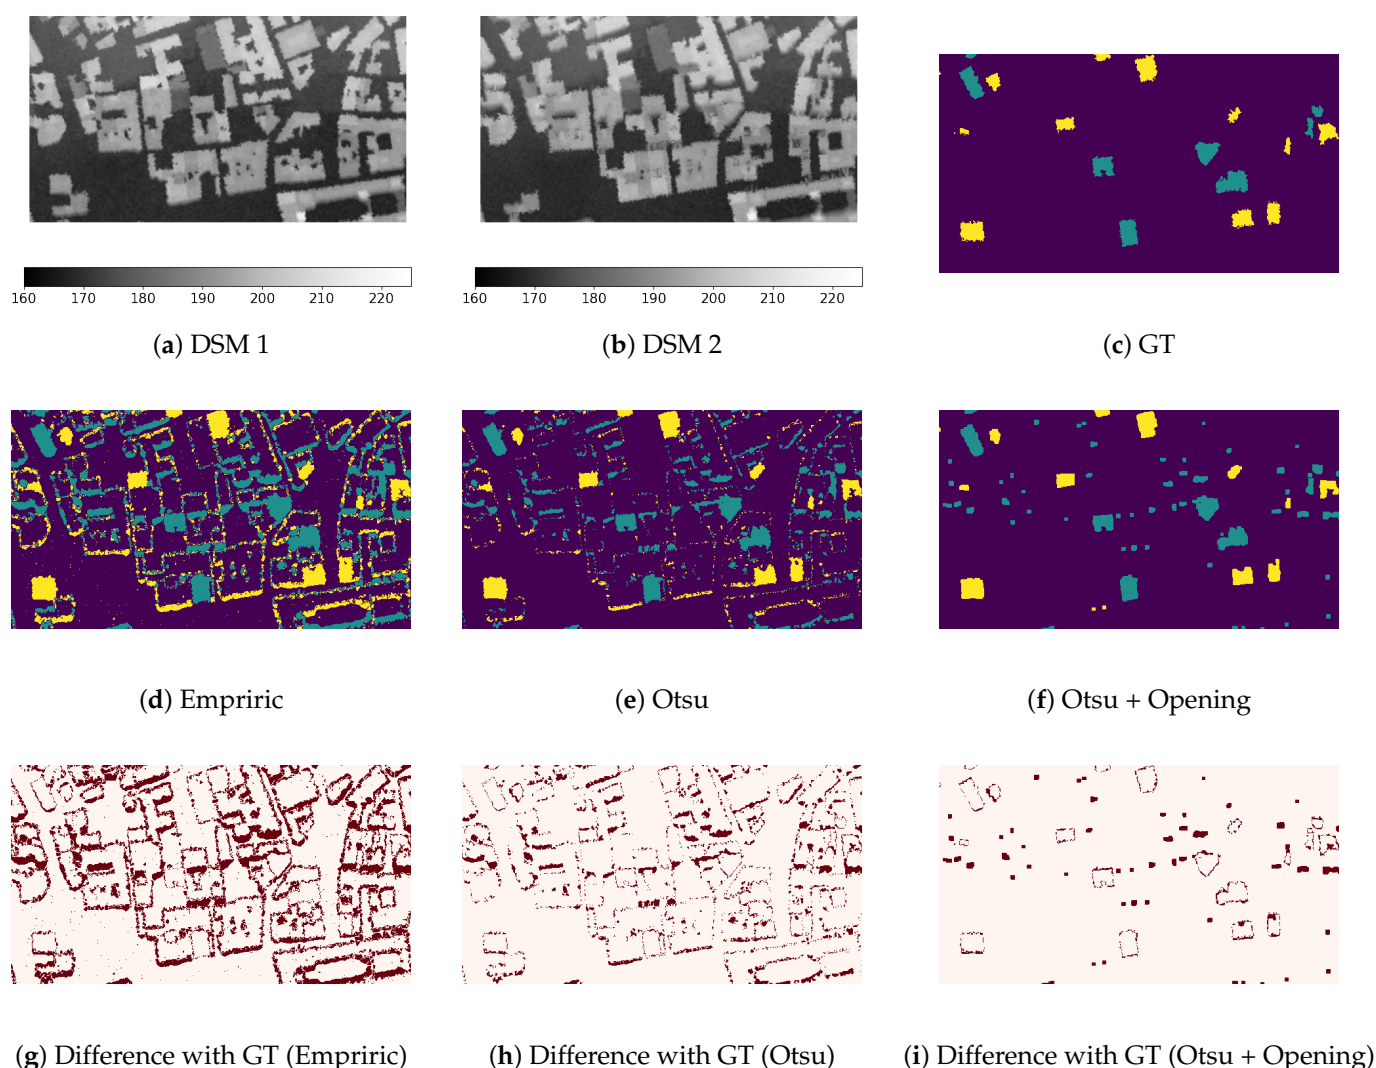 160 170 180 190 200 210 220
160 170 180 190 200 210 220
(a) DSM 1
(b) DSM 2
(c) GT
(d) Empriric
(e) Otsu
(f) Otsu + Opening
(g) Difference with GT (Empriric)
(h) Difference with GT (Otsu)
(i) Difference with GT (Otsu + Opening)